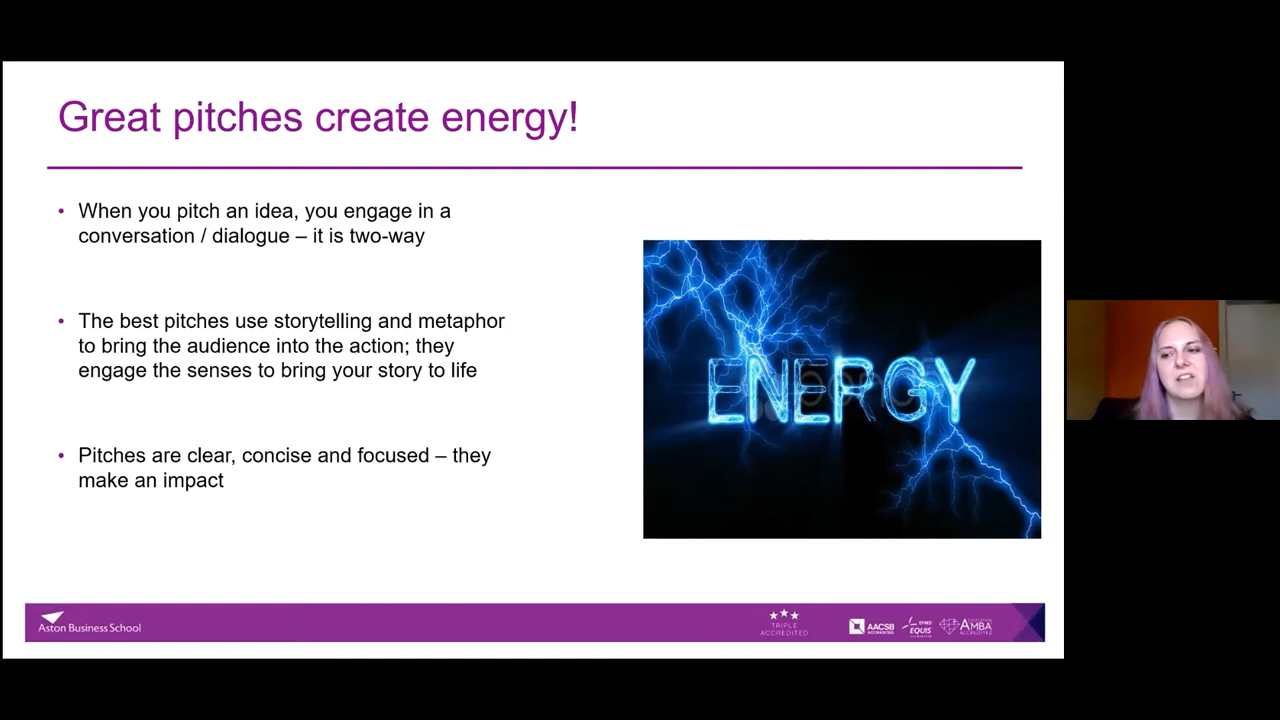 Great pitches create energy!
• When you pitch an idea, you engage in a
conversation / dialogue – it is two-way
• The best pitches use storytelling and metaphor
to bring the audience into the action; they
engage the senses to bring your story to life
• Pitches are clear, concise and focused – they
make an impact
ENERGY
Aston Business School
TRIPLE
ACCREDITED
AACSB
ACCREDITED
EFMD
EQUIS
ACCREDITED
AMBA
ACCREDITED